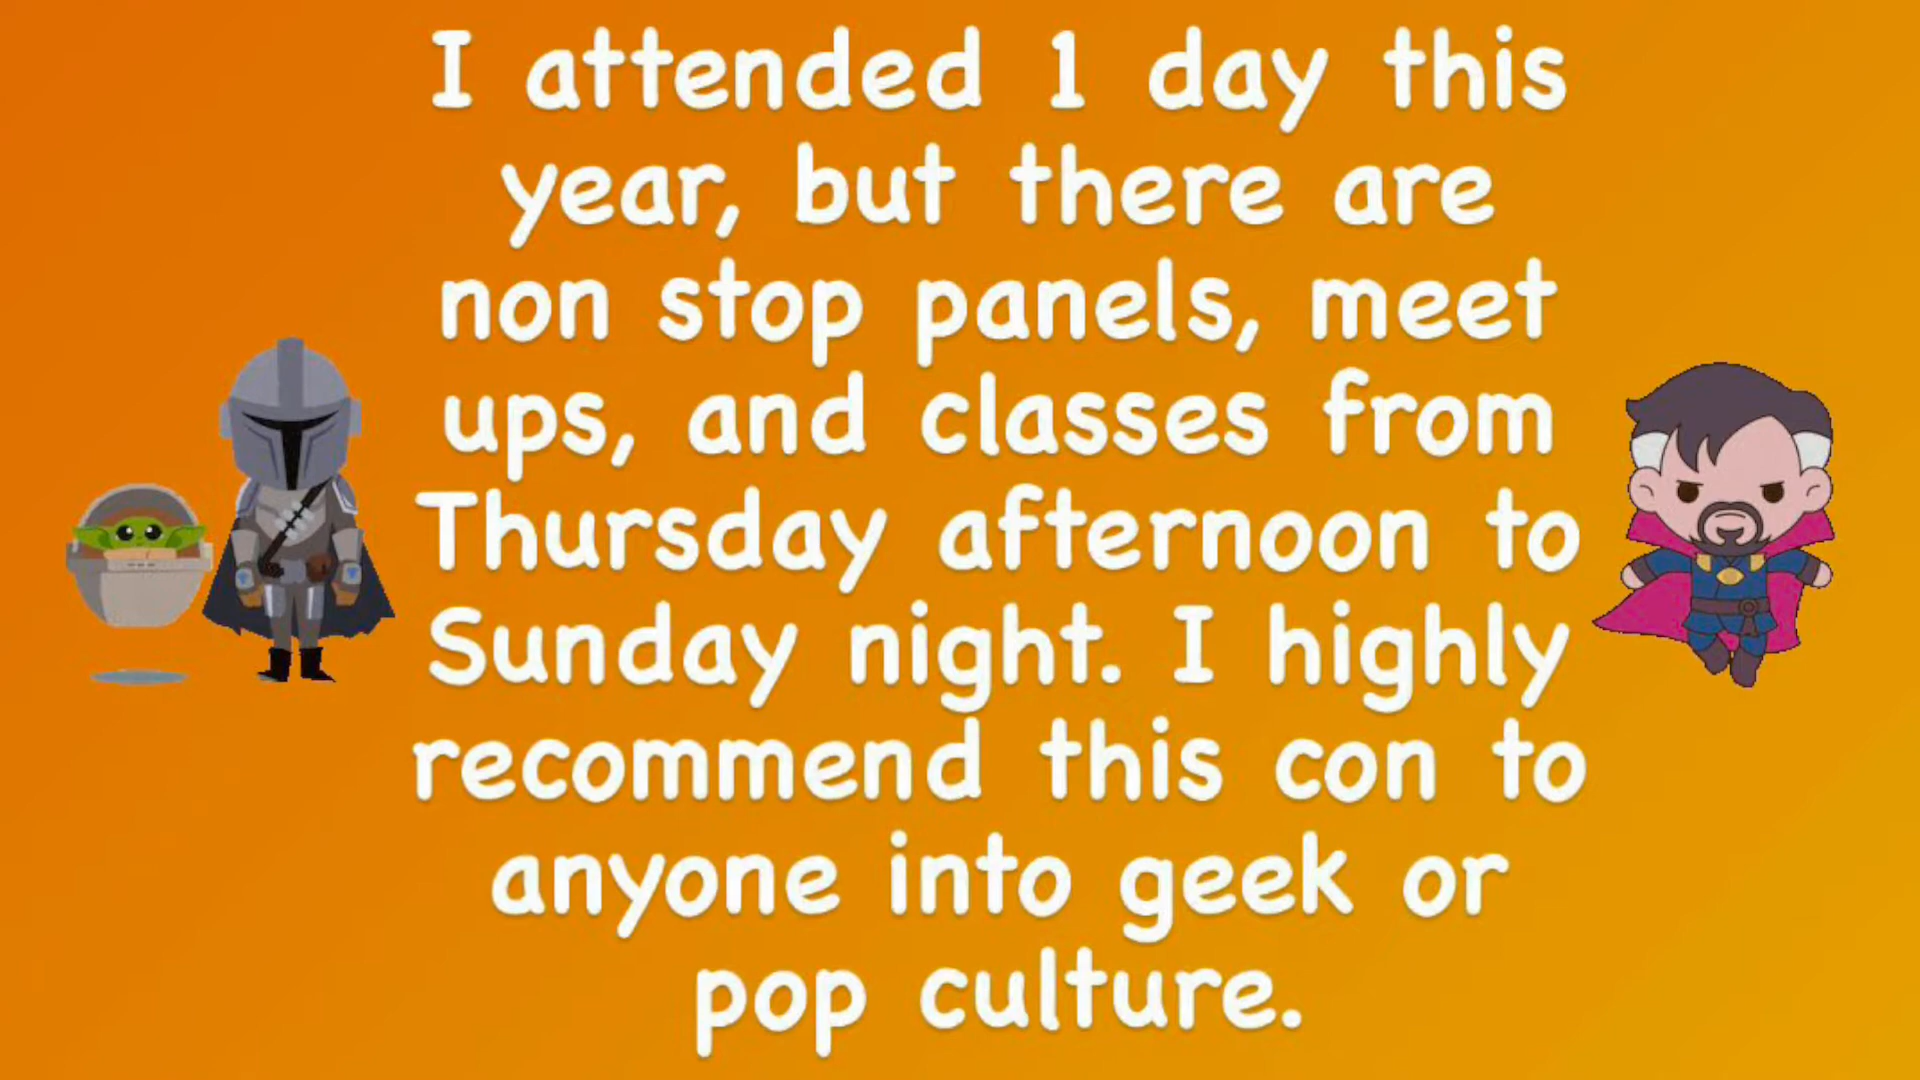 I attended 1 day this
year, but there are
non stop panels, meet
ups, and classes from
Thursday afternoon to
Sunday night. I highly
recommend this con to
anyone into geek or
pop culture.